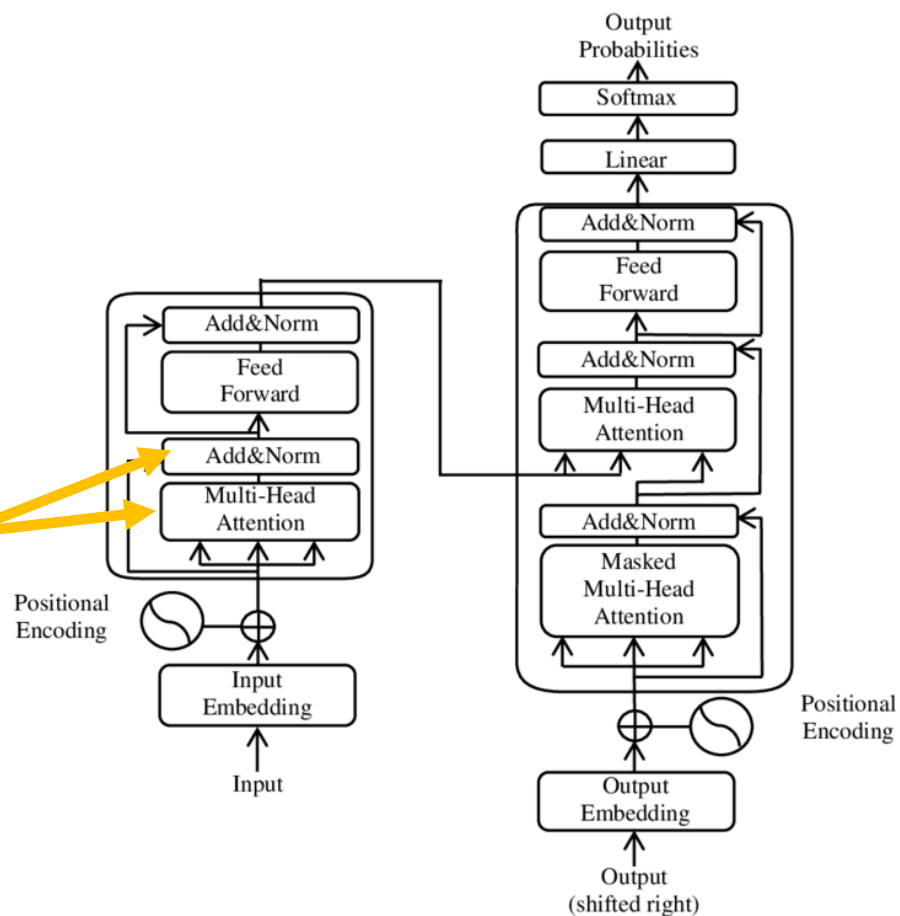 Output
Probabilities
Softmax
Linear
Add&Norm
Feed
Forward
Add&Norm
Multi-Head
Attention
Add&Norm
Masked
Multi-Head
Attention
Add&Norm
Feed
Forward
Add&Norm
Multi-Head
Attention
Positional
Encoding
Input
Embedding
Input
Positional
Encoding
Output
Embedding
Output
(shifted right)